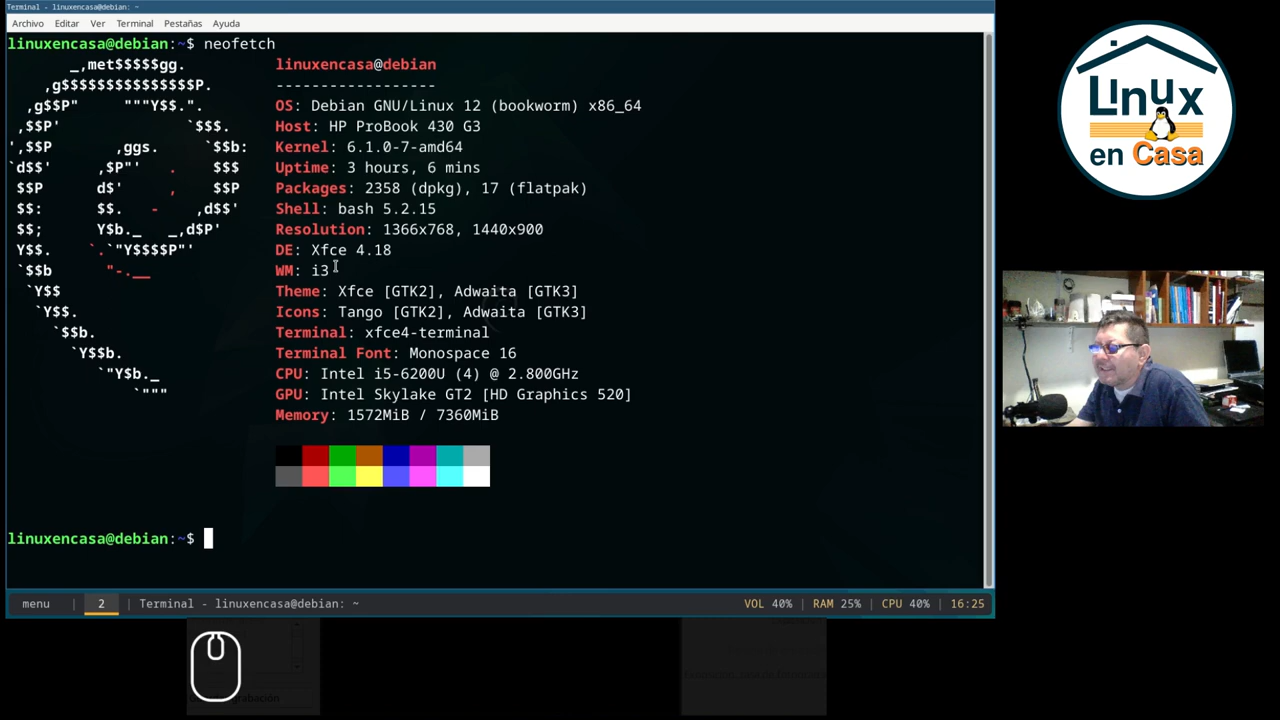 Terminal - linuxencasa@debian: ~
Archivo Editar Ver Terminal Pestañas Ayuda
linuxencasa@debian:~$ neofetch
_,met$$$$$gg. linuxencasa@debian
,g$$$$$$$$$$$$$$$P. ------------------
,g$$P" """Y$$.". OS: Debian GNU/Linux 12 (bookworm) x86_64
,$$P' `$$$. Host: HP ProBook 430 G3
',$$P ,ggs. `$$b: Kernel: 6.1.0-7-amd64
`d$$' ,$P"' . $$$ Uptime: 3 hours, 6 mins
$$P d$' , $$P Packages: 2358 (dpkg), 17 (flatpak)
$$: $$. - ,d$$' Shell: bash 5.2.15
$$; Y$b._ _,d$P' Resolution: 1366x768, 1440x900
Y$$. `.`"Y$$$$P"' DE: Xfce 4.18
`$$b "-.__ WM: i3
`Y$$ Theme: Xfce [GTK2], Adwaita [GTK3]
`Y$$. Icons: Tango [GTK2], Adwaita [GTK3]
`$$b. Terminal: xfce4-terminal
`Y$$b. Terminal Font: Monospace 16
`"Y$b._ CPU: Intel i5-6200U (4) @ 2.800GHz
`""" GPU: Intel Skylake GT2 [HD Graphics 520]
Memory: 1572MiB / 7360MiB
linuxencasa@debian:~$
menu | 2 | Terminal - linuxencasa@debian: ~ VOL 40% | RAM 25% | CPU 40% | 16:25
Linux
en Casa